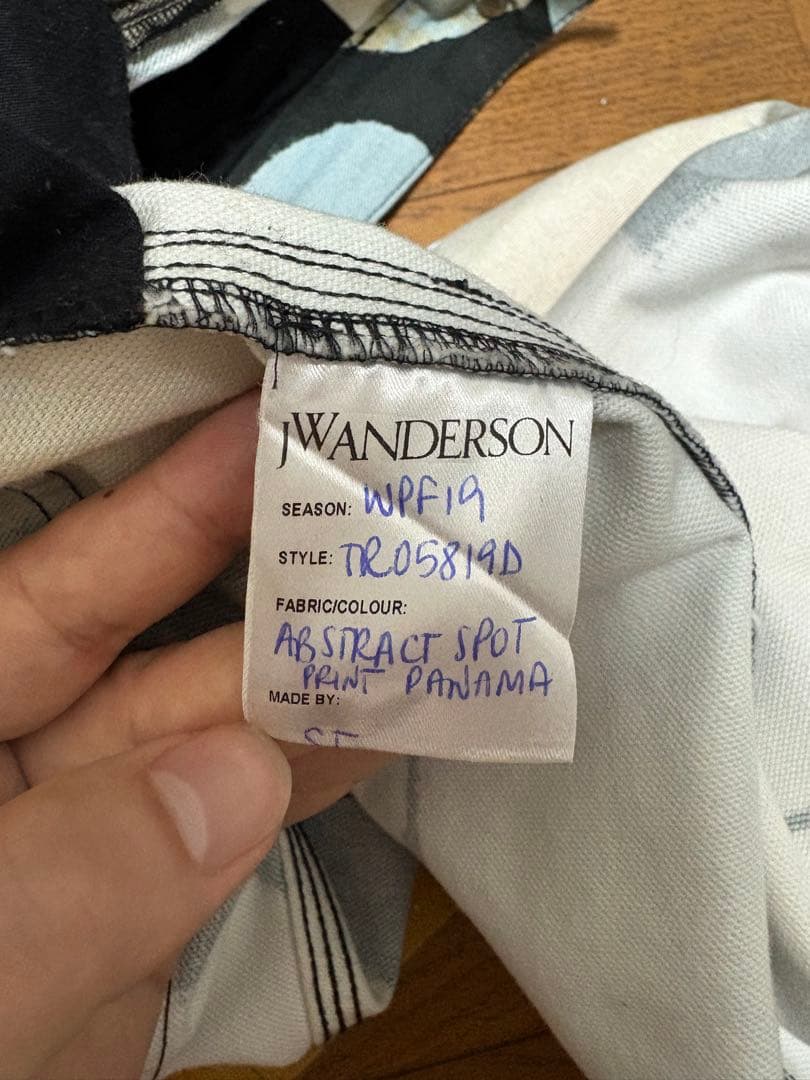 JWANDERSON
SEASON: WPF19
STYLE: TR05819D
FABRIC/COLOUR:
ABSTRACT SPOT
PRINT PANAMA
MADE BY: